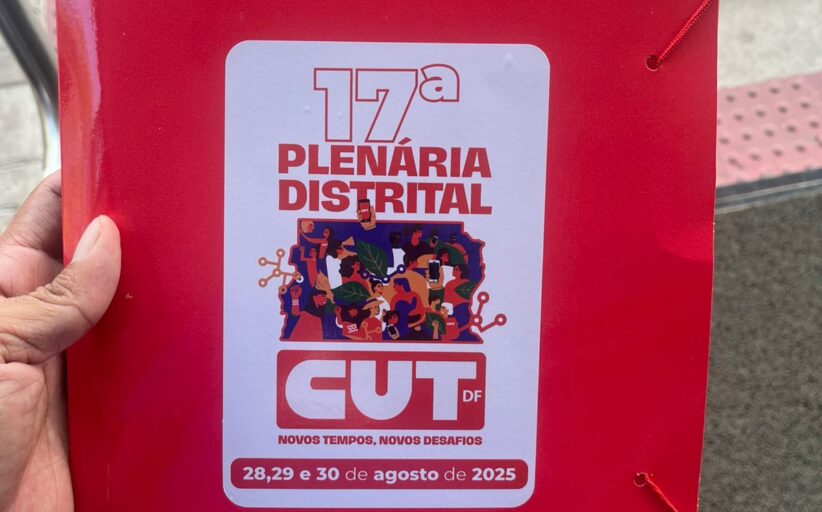 17ª
PLENÁRIA
DISTRITAL
CUT DF
NOVOS TEMPOS, NOVOS DESAFIOS
28,29 e 30 de agosto de 2025